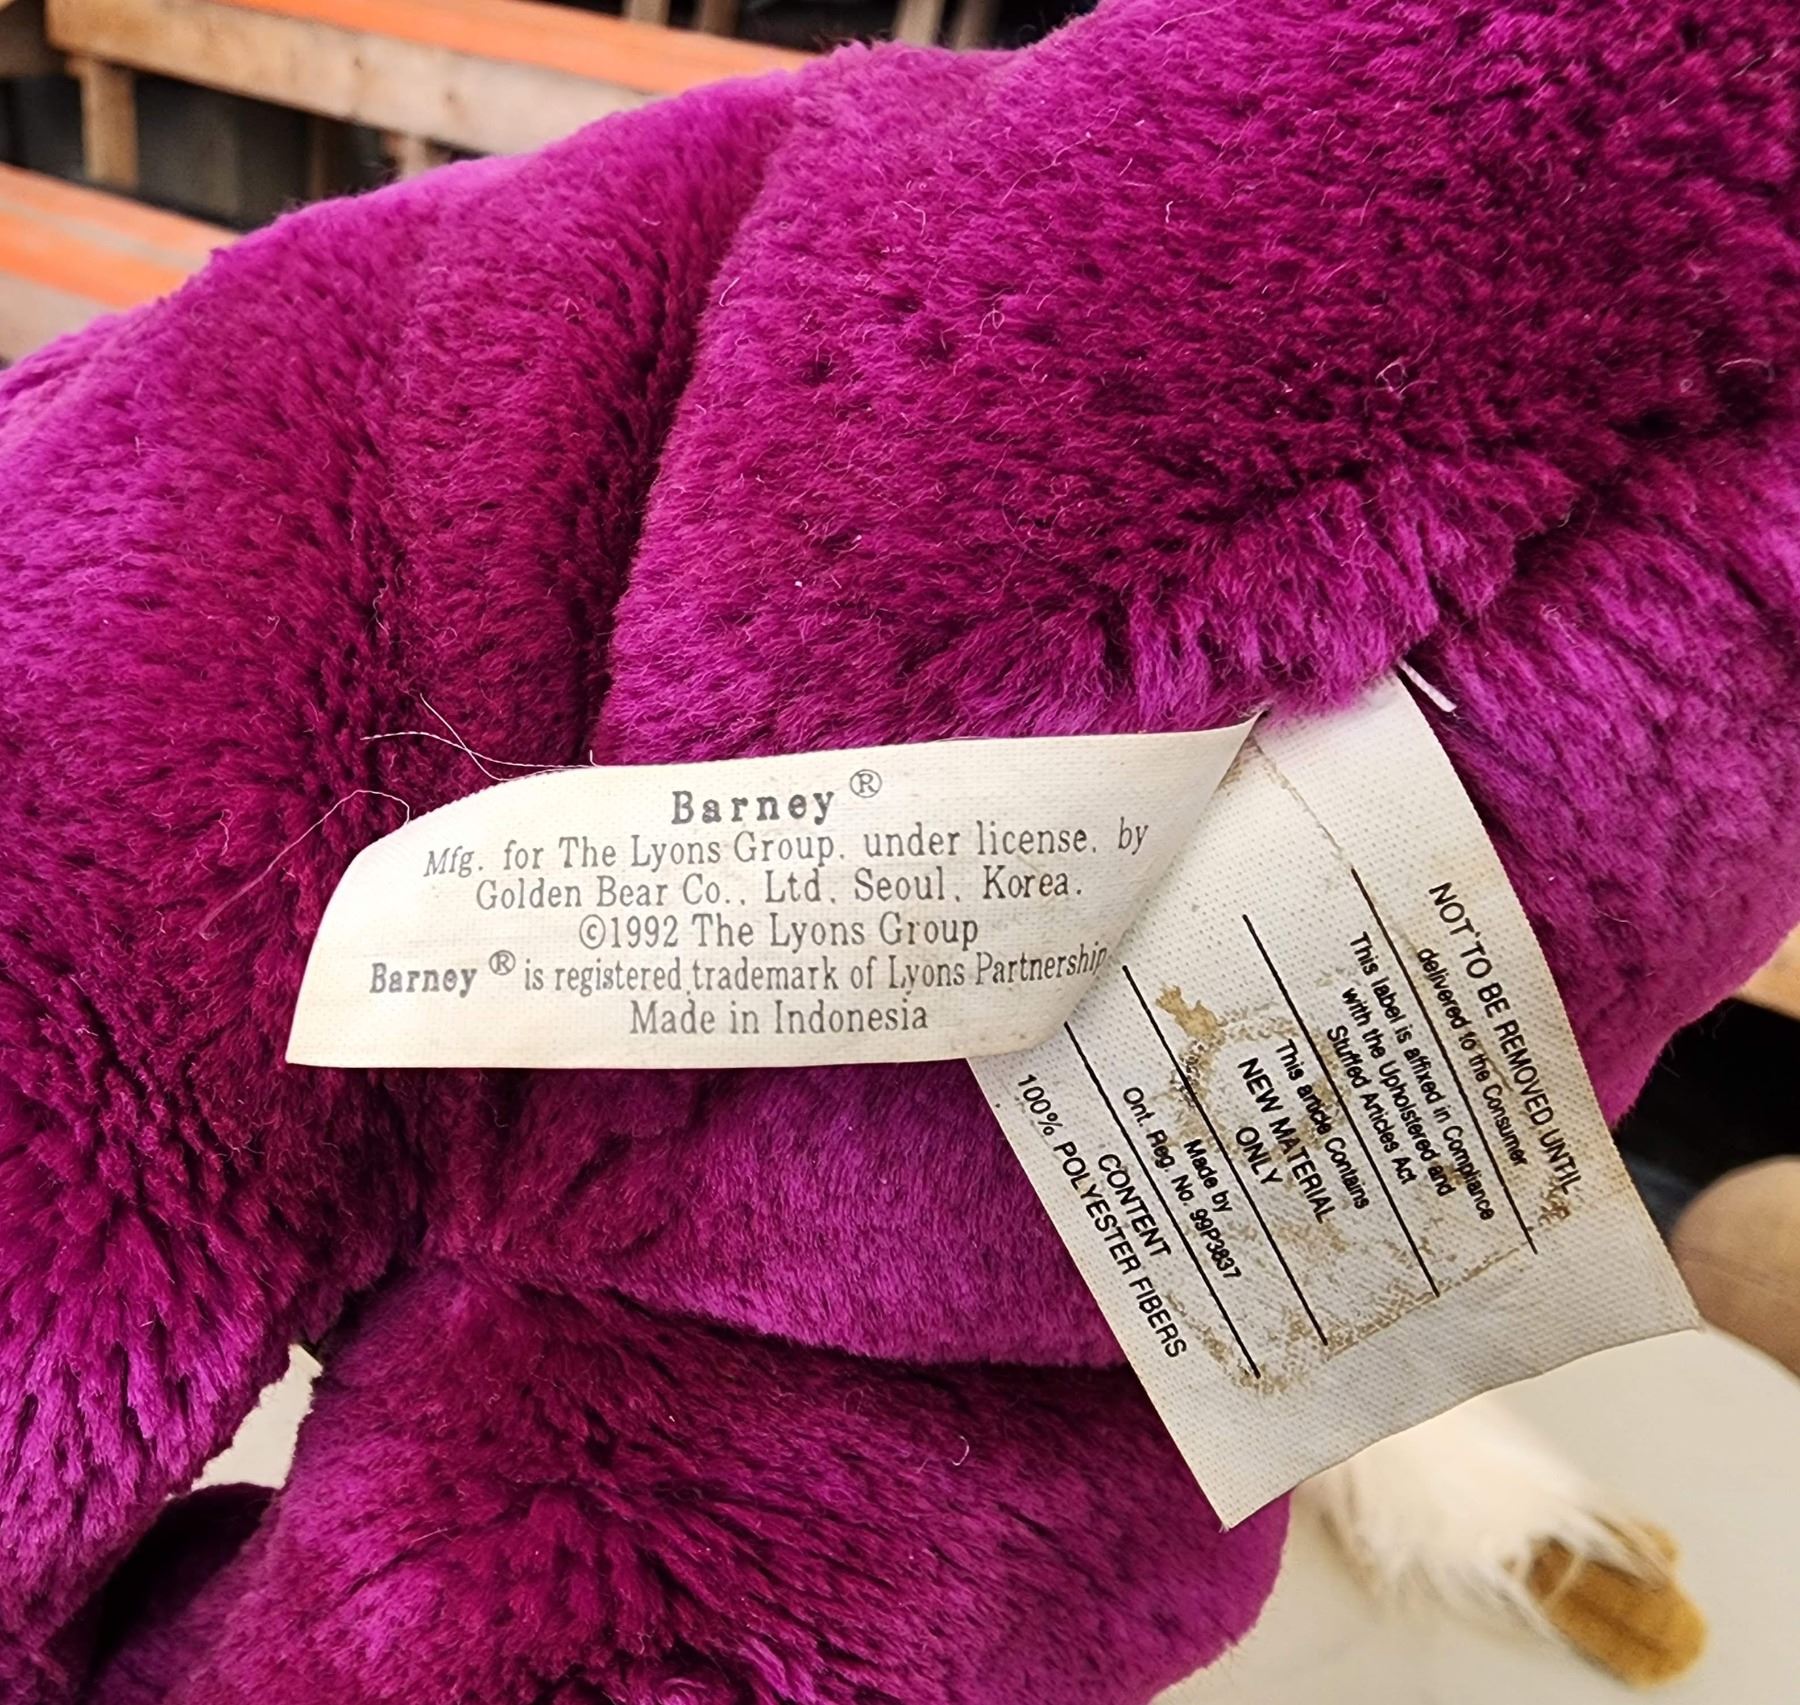 Barney ®
Mfg. for The Lyons Group. under license. by
Golden Bear Co., Ltd. Seoul, Korea.
©1992 The Lyons Group
Barney ® is registered trademark of Lyons Partnership.
Made in Indonesia
NOT TO BE REMOVED UNTIL
delivered to the Consumer
This label is affixed in Compliance
with the Upholstered and
Stuffed Articles Act
This article Contains
NEW MATERIAL
ONLY
Made by
Ont. Reg. No. 99P3837
CONTENT
100% POLYESTER FIBERS